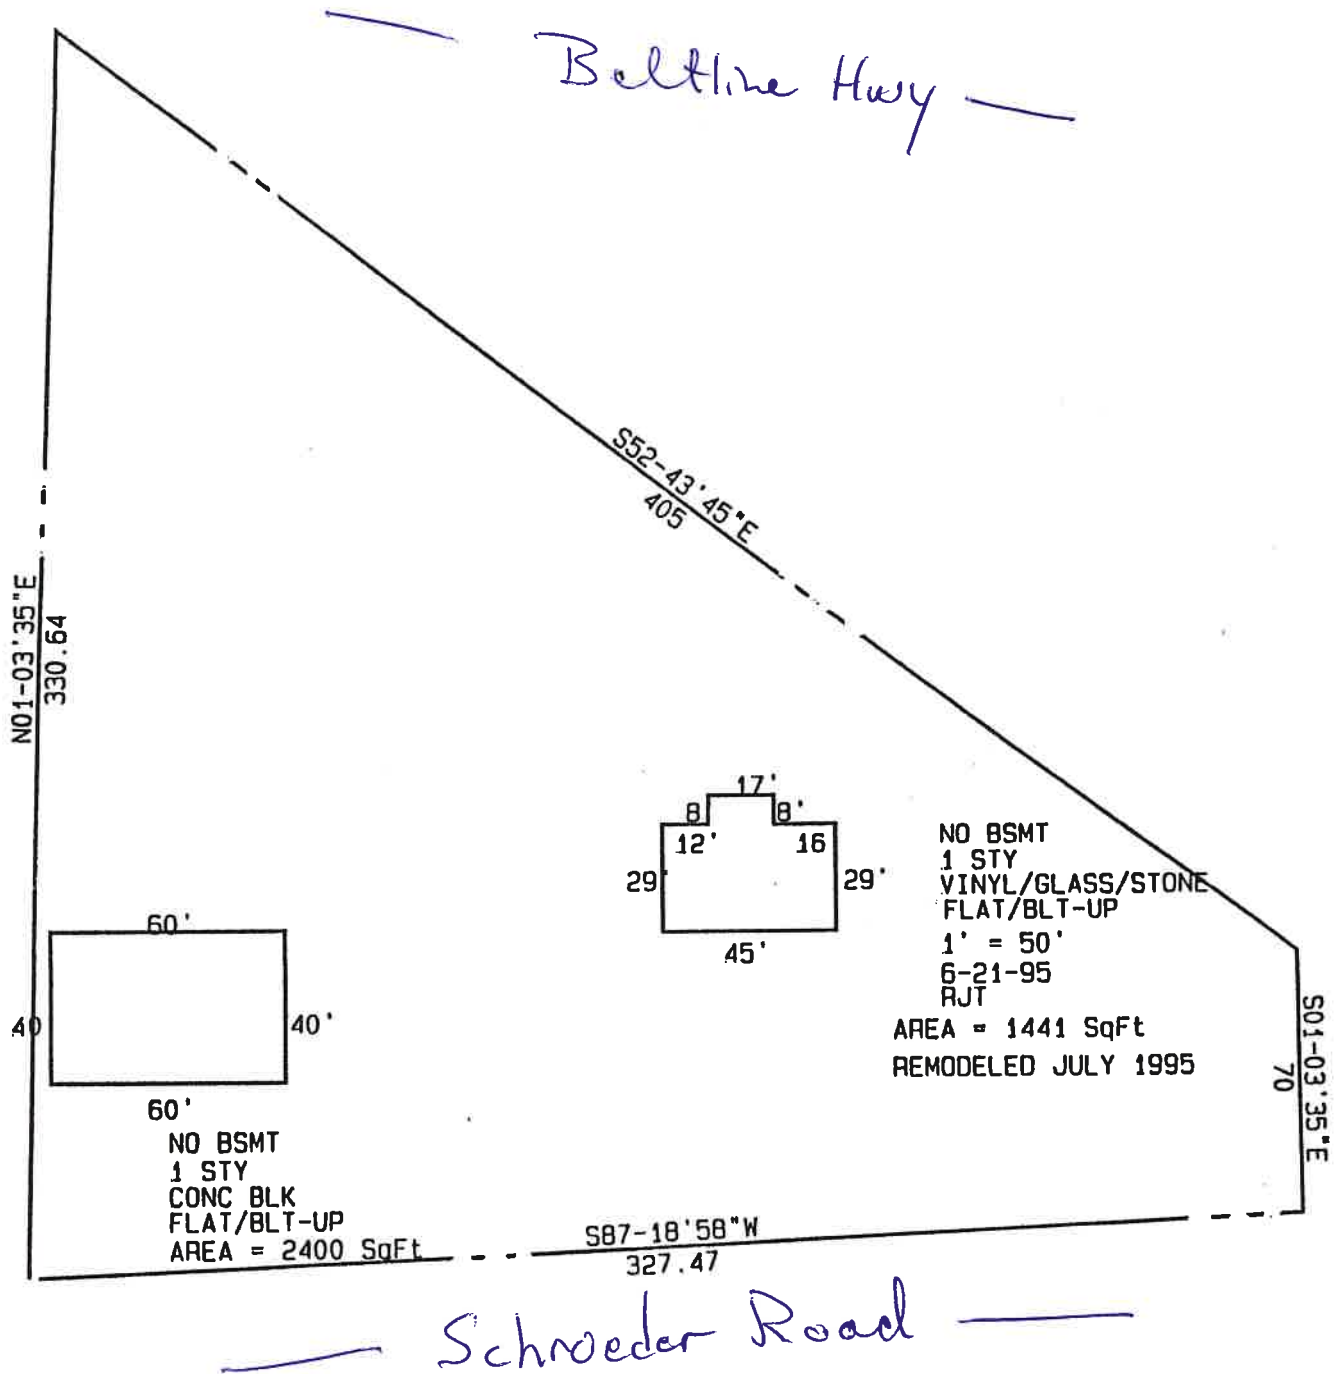 Beltline Hwy
S52-43'45"E
405
N01-03'35"E
330.64
17'
8
8'
12'
16
29'
29'
45'
NO BSMT
1 STY
VINYL/GLASS/STONE
FLAT/BLT-UP
1' = 50'
6-21-95
RJT
AREA = 1441 SqFt
REMODELED JULY 1995
60'
40
40'
60'
NO BSMT
1 STY
CONC BLK
FLAT/BLT-UP
AREA = 2400 SqFt
S01-03'35"E
70
S87-18'58"W
327.47
Schroeder Road